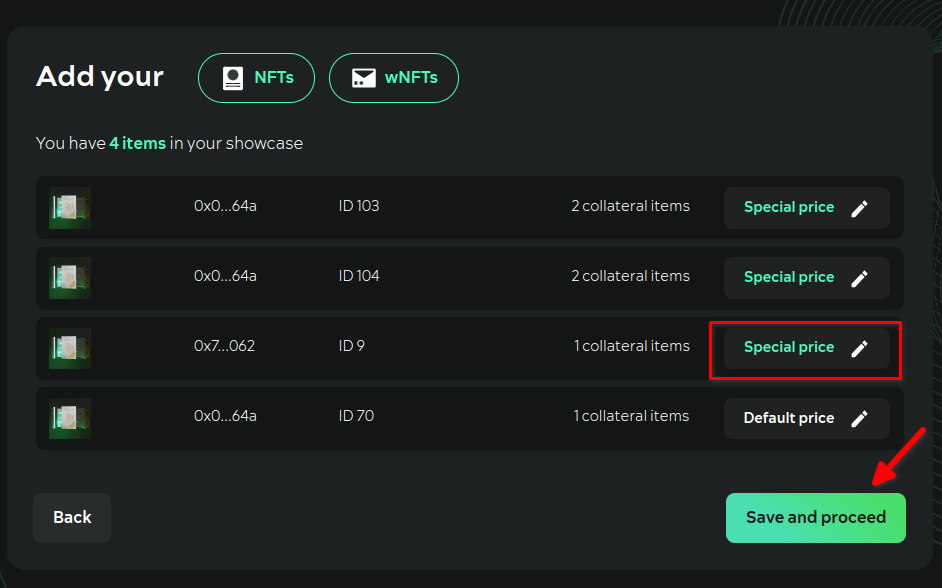 Add your NFTs wNFTs
You have 4 items in your showcase
0x0...64a ID 103 2 collateral items Special price
0x0...64a ID 104 2 collateral items Special price
0x7...062 ID 9 1 collateral items Special price
0x0...64a ID 70 1 collateral items Default price
Back Save and proceed